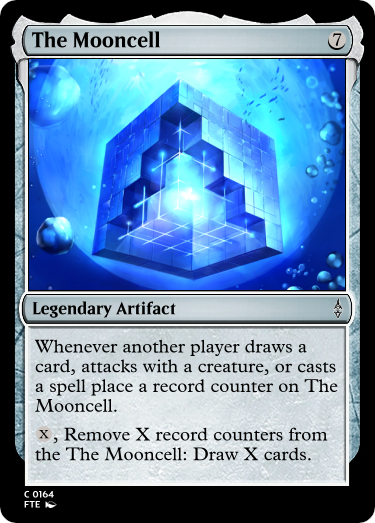 The Mooncell 7
Legendary Artifact
Whenever another player draws a
card, attacks with a creature, or casts
a spell place a record counter on The
Mooncell.
X, Remove X record counters from
the The Mooncell: Draw X cards.
C 0164
FTE